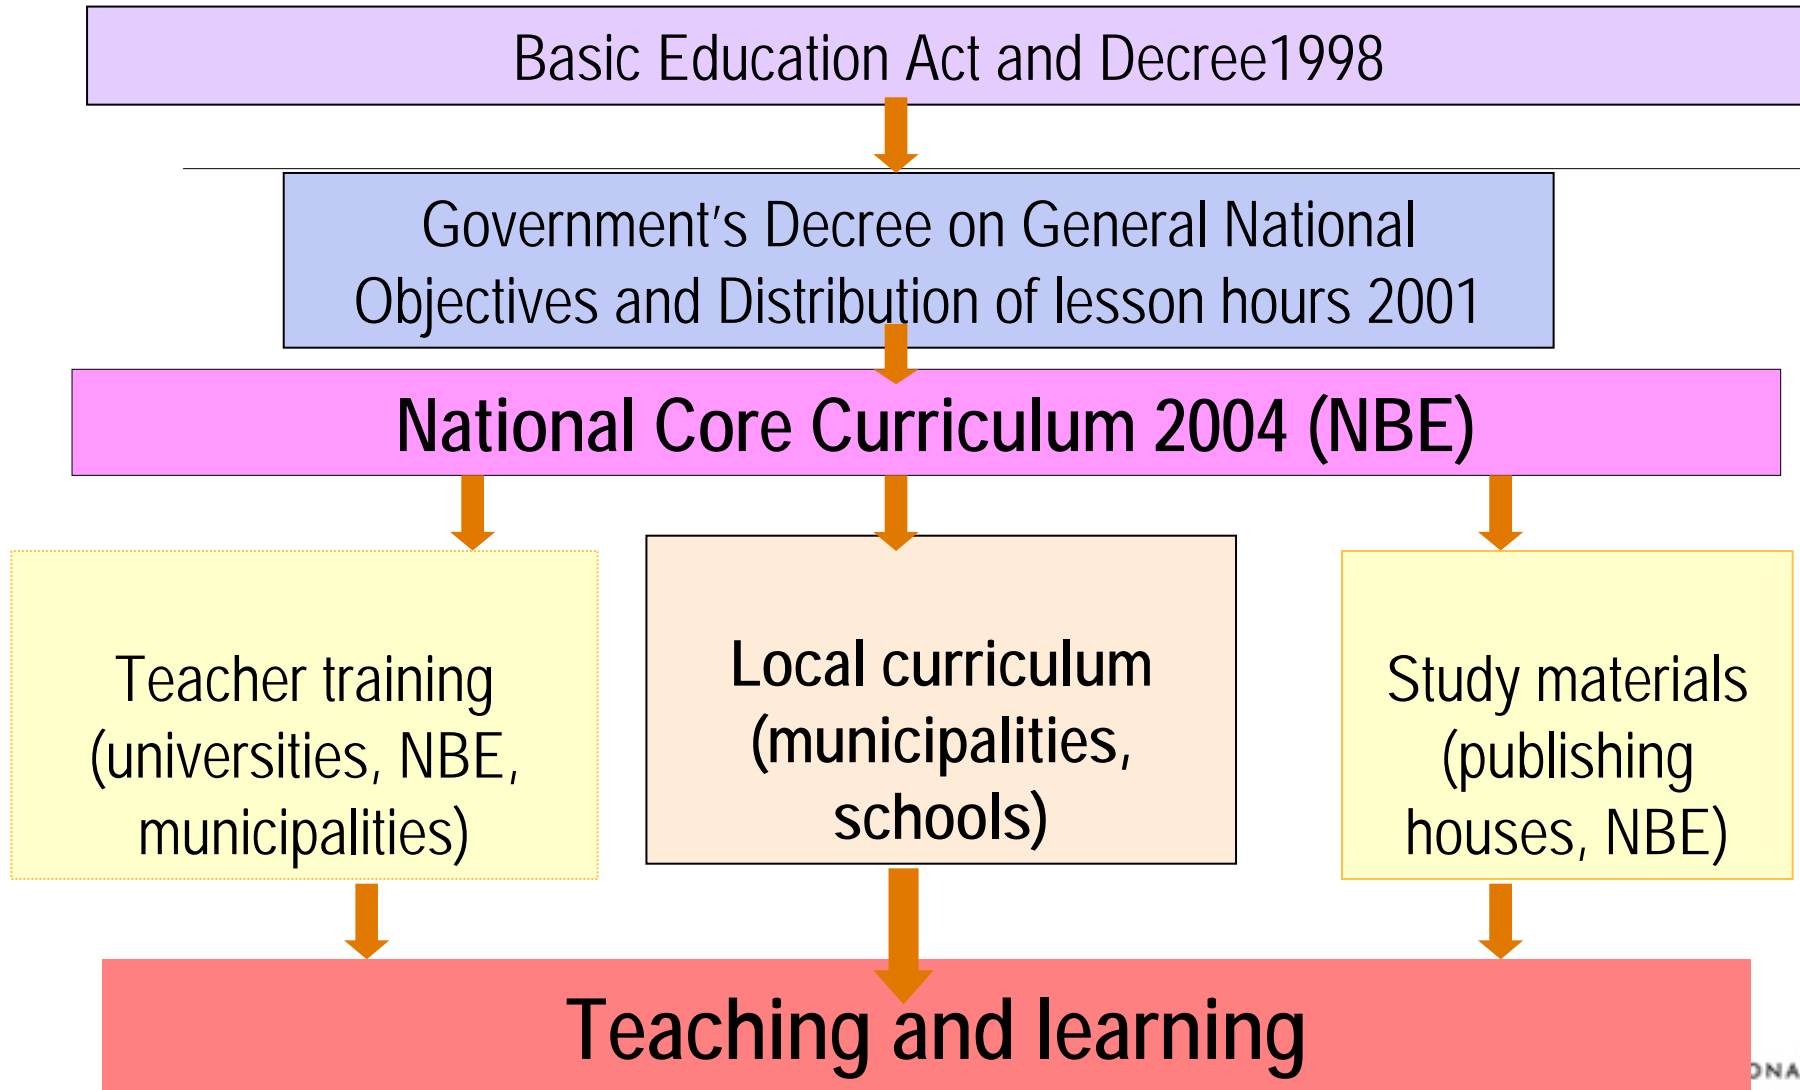 Basic Education Act and Decree1998
Government's Decree on General National
Objectives and Distribution of lesson hours 2001
National Core Curriculum 2004 (NBE)
Teacher training
(universities, NBE,
municipalities)
Local curriculum
(municipalities,
schools)
Study materials
(publishing
houses, NBE)
Teaching and learning